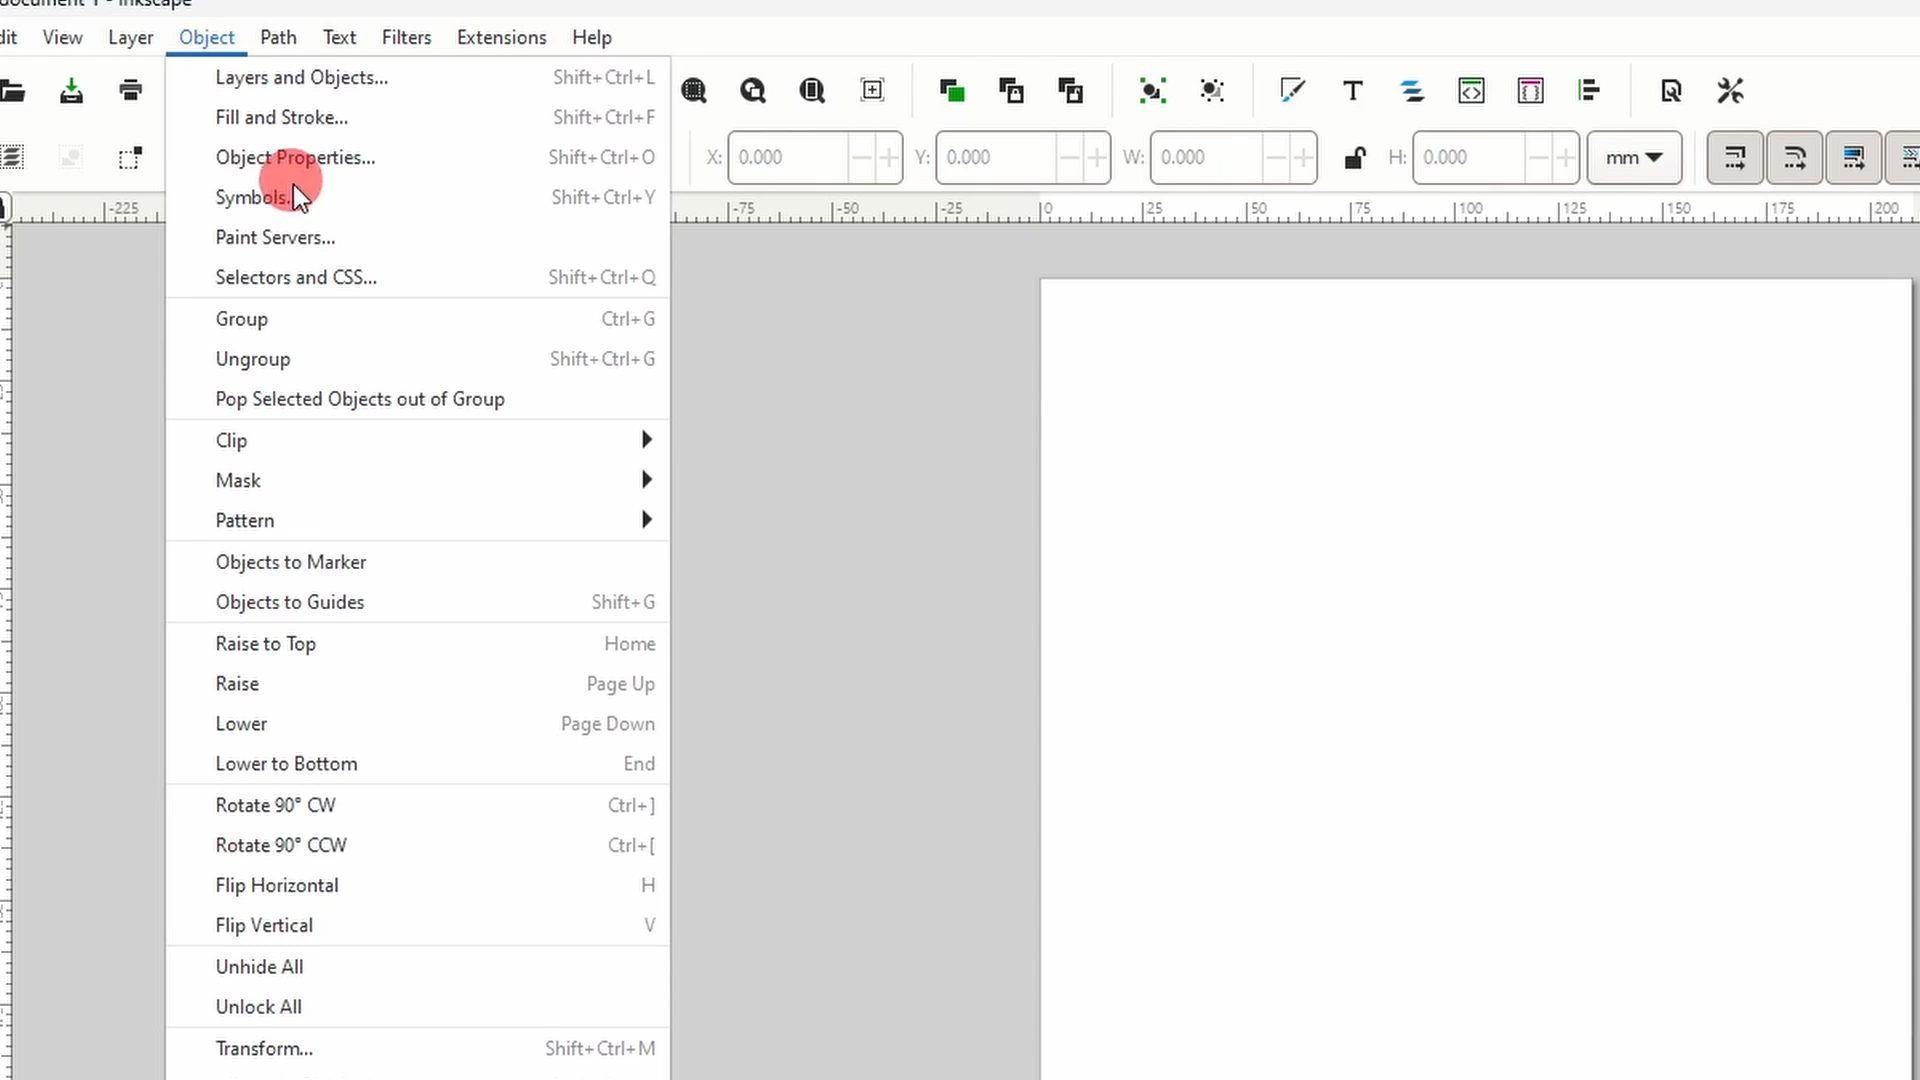 document 1 - Inkscape
dit View Layer Object Path Text Filters Extensions Help
Layers and Objects... Shift+Ctrl+L
Fill and Stroke... Shift+Ctrl+F
Object Properties... Shift+Ctrl+O
Symbols... Shift+Ctrl+Y
Paint Servers...
Selectors and CSS... Shift+Ctrl+Q
Group Ctrl+G
Ungroup Shift+Ctrl+G
Pop Selected Objects out of Group
Clip
Mask
Pattern
Objects to Marker
Objects to Guides Shift+G
Raise to Top Home
Raise Page Up
Lower Page Down
Lower to Bottom End
Rotate 90° CW Ctrl+]
Rotate 90° CCW Ctrl+[
Flip Horizontal H
Flip Vertical V
Unhide All
Unlock All
Transform... Shift+Ctrl+M
X: 0.000 Y: 0.000 W: 0.000 H: 0.000 mm
-225 -75 -50 -25 0 25 50 75 100 125 150 175 200